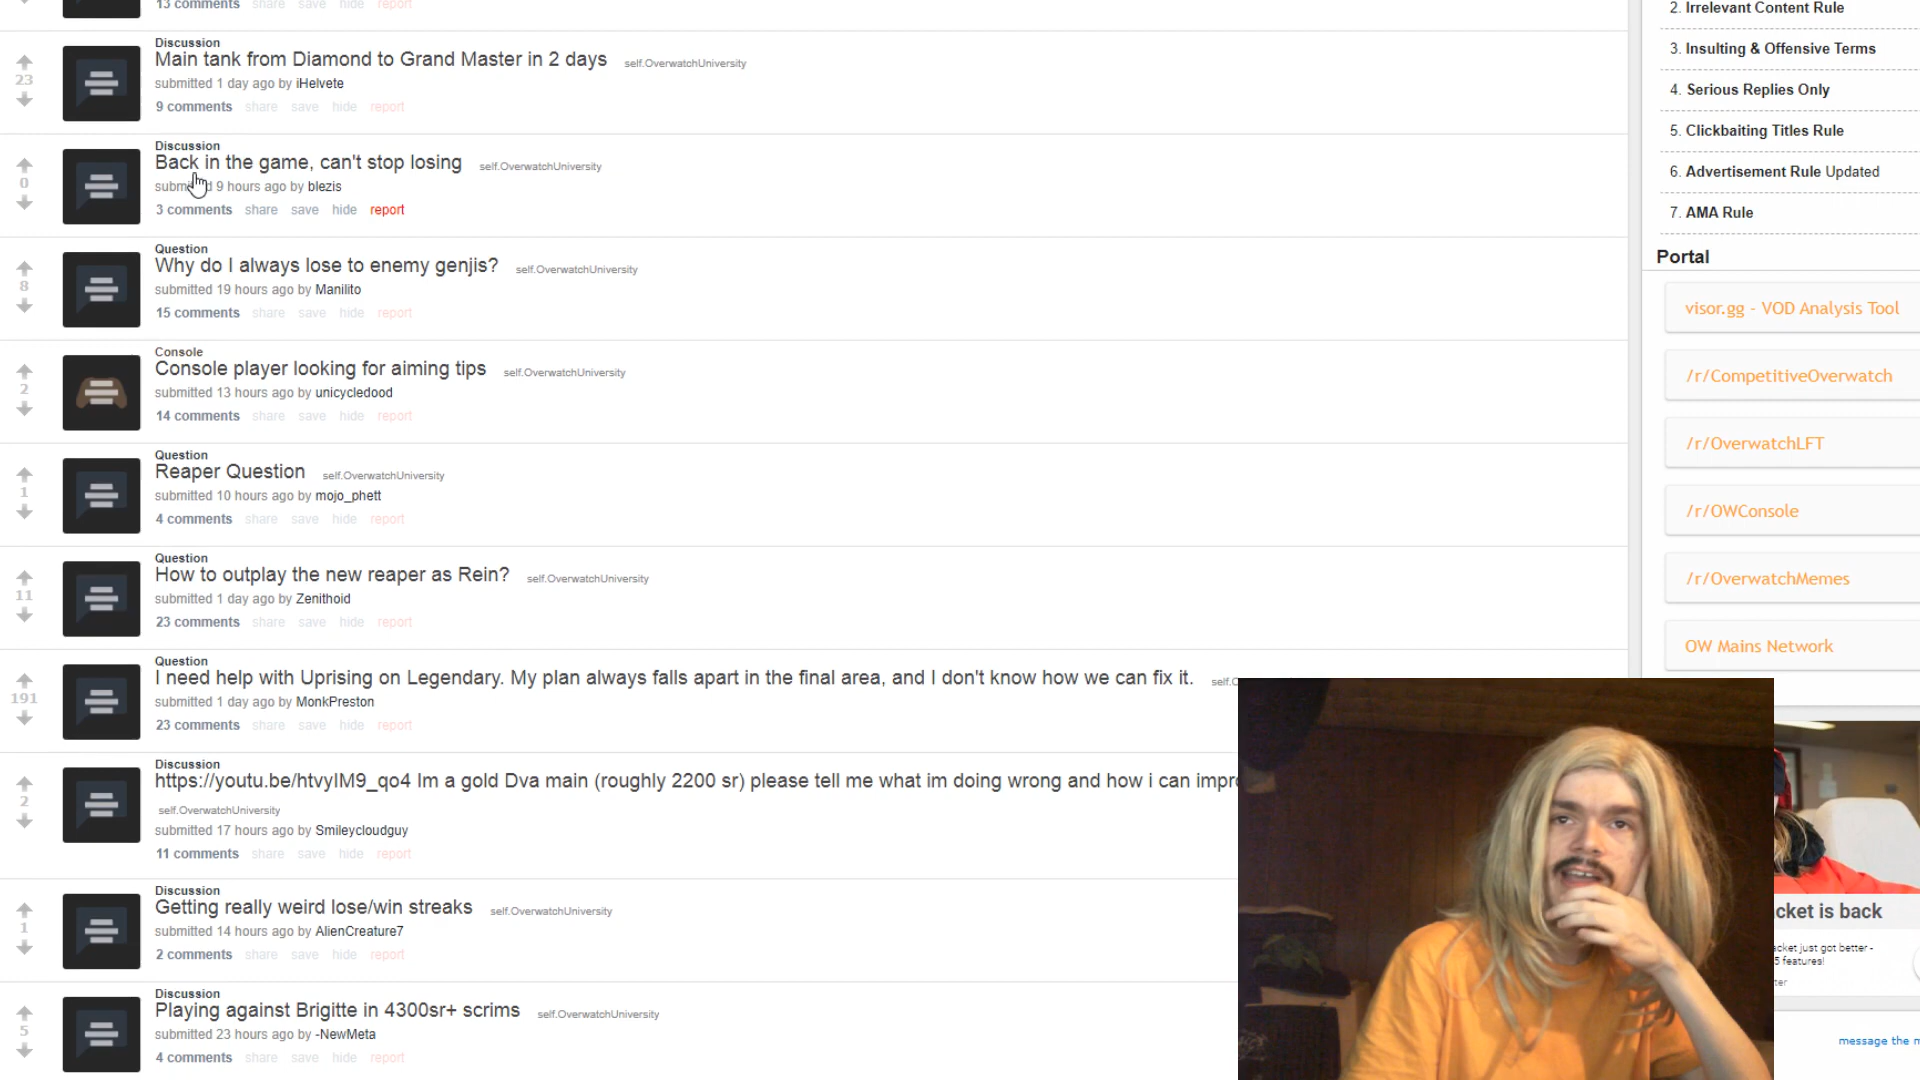 13 comments share save hide report
Discussion
Main tank from Diamond to Grand Master in 2 days self.OverwatchUniversity
23
submitted 1 day ago by iHelvete
9 comments share save hide report
Discussion
Back in the game, can't stop losing self.OverwatchUniversity
0
9 hours ago by blezis
3 comments share save hide report
Question
Why do I always lose to enemy genjis? self.OverwatchUniversity
8
submitted 19 hours ago by Manilito
15 comments share save hide report
Console
Console player looking for aiming tips self.OverwatchUniversity
2
submitted 13 hours ago by unicycledood
14 comments share save hide report
Question
Reaper Question self.OverwatchUniversity
1
submitted 10 hours ago by mojo_phett
4 comments share save hide report
Question
How to outplay the new reaper as Rein? self.OverwatchUniversity
11
submitted 1 day ago by Zenithoid
23 comments share save hide report
Question
I need help with Uprising on Legendary. My plan always falls apart in the final area, and I don't know how we can fix it.
191
submitted 1 day ago by MonkPreston
23 comments share save hide report
Discussion
https://youtu.be/htvyIM9_qo4 Im a gold Dva main (roughly 2200 sr) please tell me what im doing wrong and how i can impr
2
self.OverwatchUniversity
submitted 17 hours ago by Smileycloudguy
11 comments share save hide report
Discussion
Getting really weird lose/win streaks self.OverwatchUniversity
1
submitted 14 hours ago by AlienCreature7
2 comments share save hide report
Discussion
Playing against Brigitte in 4300sr+ scrims self.OverwatchUniversity
5
submitted 23 hours ago by -NewMeta
4 comments share save hide report
2. Irrelevant Content Rule
3. Insulting & Offensive Terms
4. Serious Replies Only
5. Clickbaiting Titles Rule
6. Advertisement Rule Updated
7. AMA Rule
Portal
visor.gg - VOD Analysis Tool
/r/CompetitiveOverwatch
/r/OverwatchLFT
/r/OWConsole
/r/OverwatchMemes
OW Mains Network
cket is back
acket just got better -
5 features!
ter
message the m